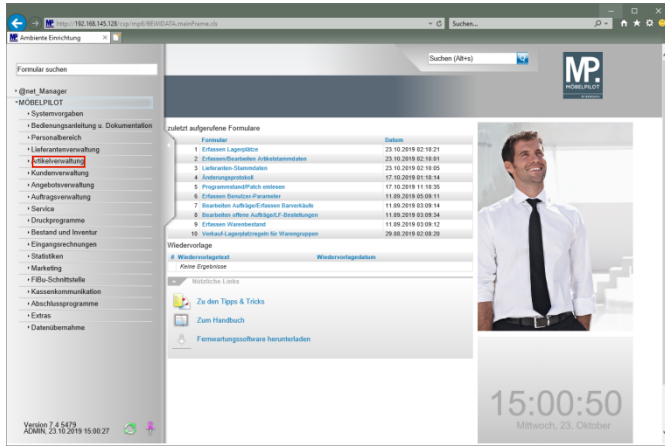 http://192.168.145.128/csp/mp6/BEWIDATA.mainFrame.cls
Suchen...
Ambiente Einrichtung
Suchen (Alt+s)
MP.
MÖBELPILOT
Formular suchen
@net_Manager
MÖBELPILOT
Systemvorgaben
Bedienungsanleitung u. Dokumentation
Personalbereich
Lieferantenverwaltung
Artikelverwaltung
Kundenverwaltung
Angebotsverwaltung
Auftragsverwaltung
Service
Druckprogramme
Bestand und Inventur
Eingangsrechnungen
Statistiken
Marketing
FiBu-Schnittstelle
Kassenkommunikation
Abschlussprogramme
Extras
Datenübernahme
zuletzt aufgerufene Formulare
Formular Datum
1 Erfassen Lagerplätze 23.10.2019 02:18:21
2 Erfassen/Bearbeiten Artikelstammdaten 23.10.2019 02:18:01
3 Lieferanten-Stammdaten 23.10.2019 02:10:05
4 Änderungsprotokoll 17.10.2019 01:18:14
5 Programmstand/Patch einlesen 17.10.2019 11:10:35
6 Erfassen Benutzer-Parameter 11.09.2019 05:09:11
7 Bearbeiten Aufträge/Erfassen Barverkäufe 11.09.2019 03:09:14
8 Bearbeiten offene Aufträge/LF-Bestellungen 11.09.2019 03:09:34
9 Erfassen Warenbestand 11.09.2019 03:09:12
10 Verkauf-Lagerplatzregeln für Warengruppen 29.08.2019 02:08:20
Wiedervorlage
# Wiedervorlagetext Wiedervorlagedatum
Keine Ergebnisse
Nützliche Links
Zu den Tipps & Tricks
Zum Handbuch
Fernwartungssoftware herunterladen
15:00:50
Mittwoch, 23. Oktober
Version 7.4 5479
ADMIN, 23.10.2019 15:00:27